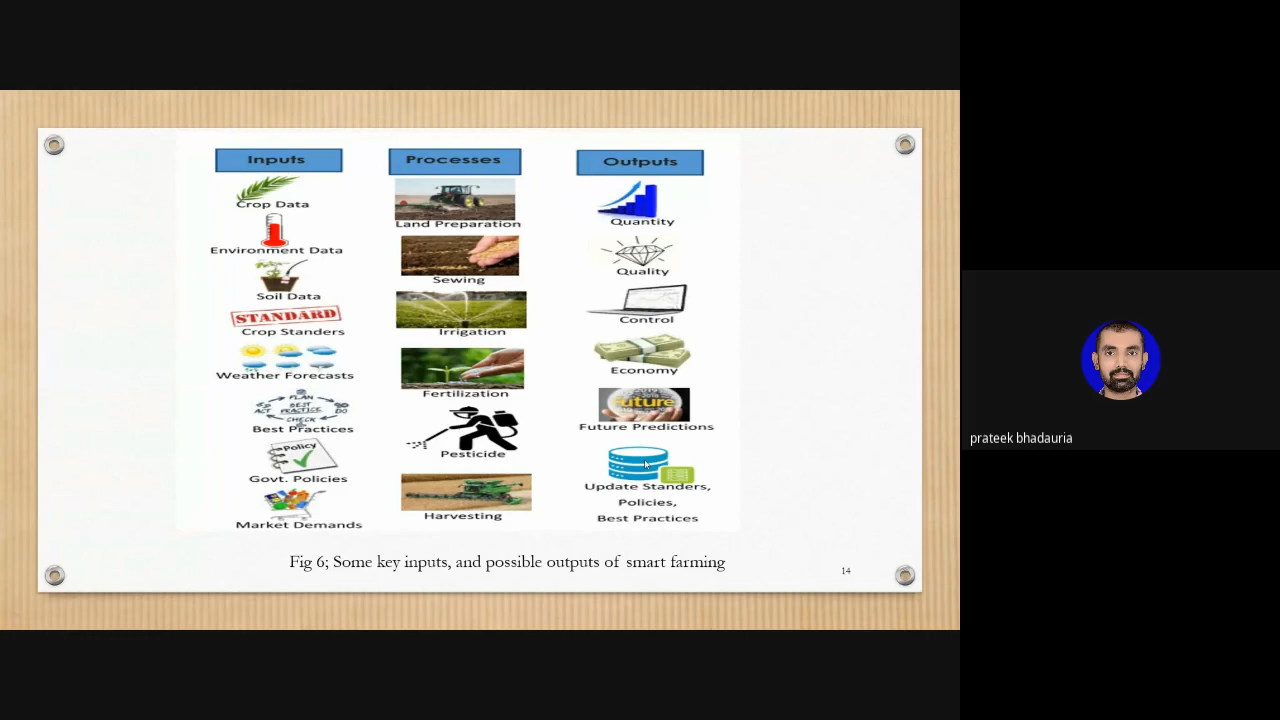 Inputs
Crop Data
Environment Data
Soil Data
STANDARD
Crop Standers
Weather Forecasts
PLAN
ACT BEST PRACTICE DO
CHECK
Best Practices
Policy
Govt. Policies
Market Demands
Processes
Land Preparation
Sewing
Irrigation
Fertilization
Pesticide
Harvesting
Outputs
Quantity
Quality
Control
Economy
Future
Future Predictions
Update Standers,
Policies,
Best Practices
Fig 6; Some key inputs, and possible outputs of smart farming
14
prateek bhadauria